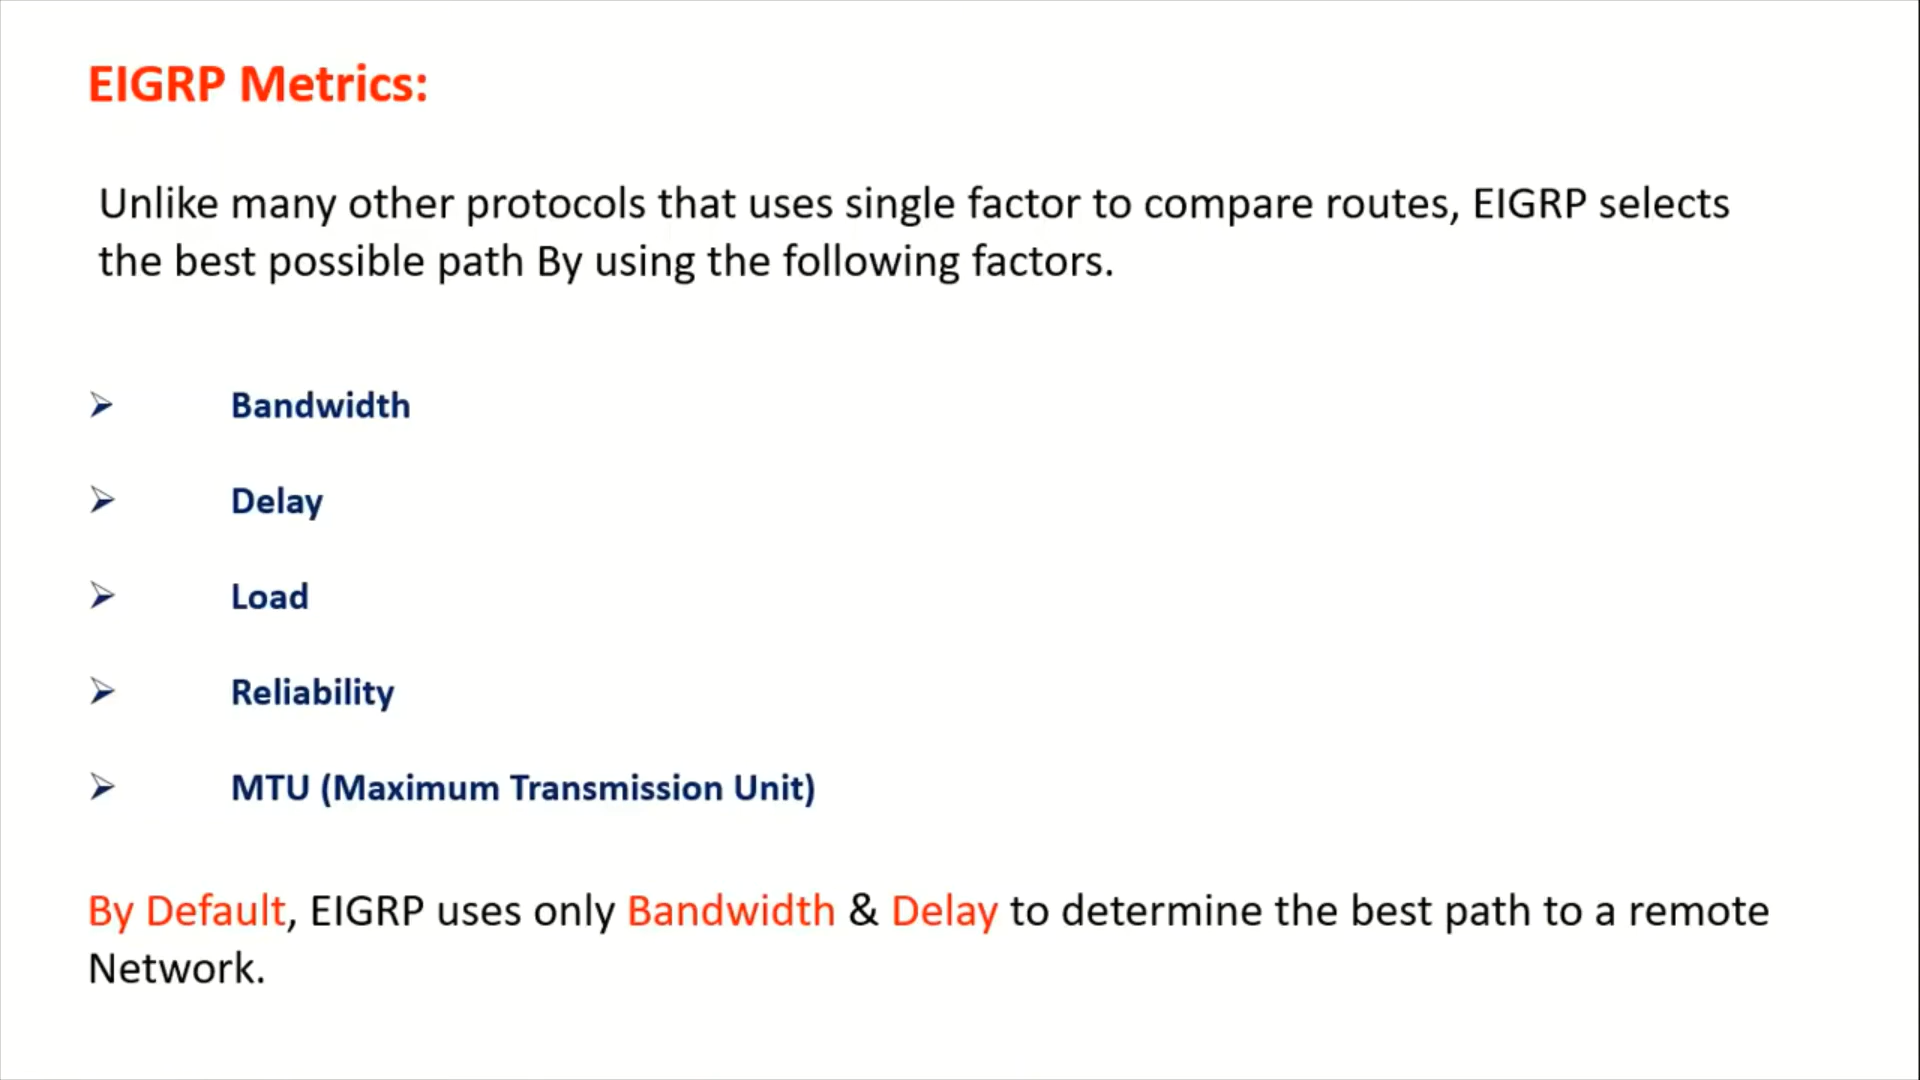 EIGRP Metrics:
Unlike many other protocols that uses single factor to compare routes, EIGRP selects
the best possible path By using the following factors.
➢ Bandwidth
➢ Delay
➢ Load
➢ Reliability
➢ MTU (Maximum Transmission Unit)
By Default, EIGRP uses only Bandwidth & Delay to determine the best path to a remote
Network.